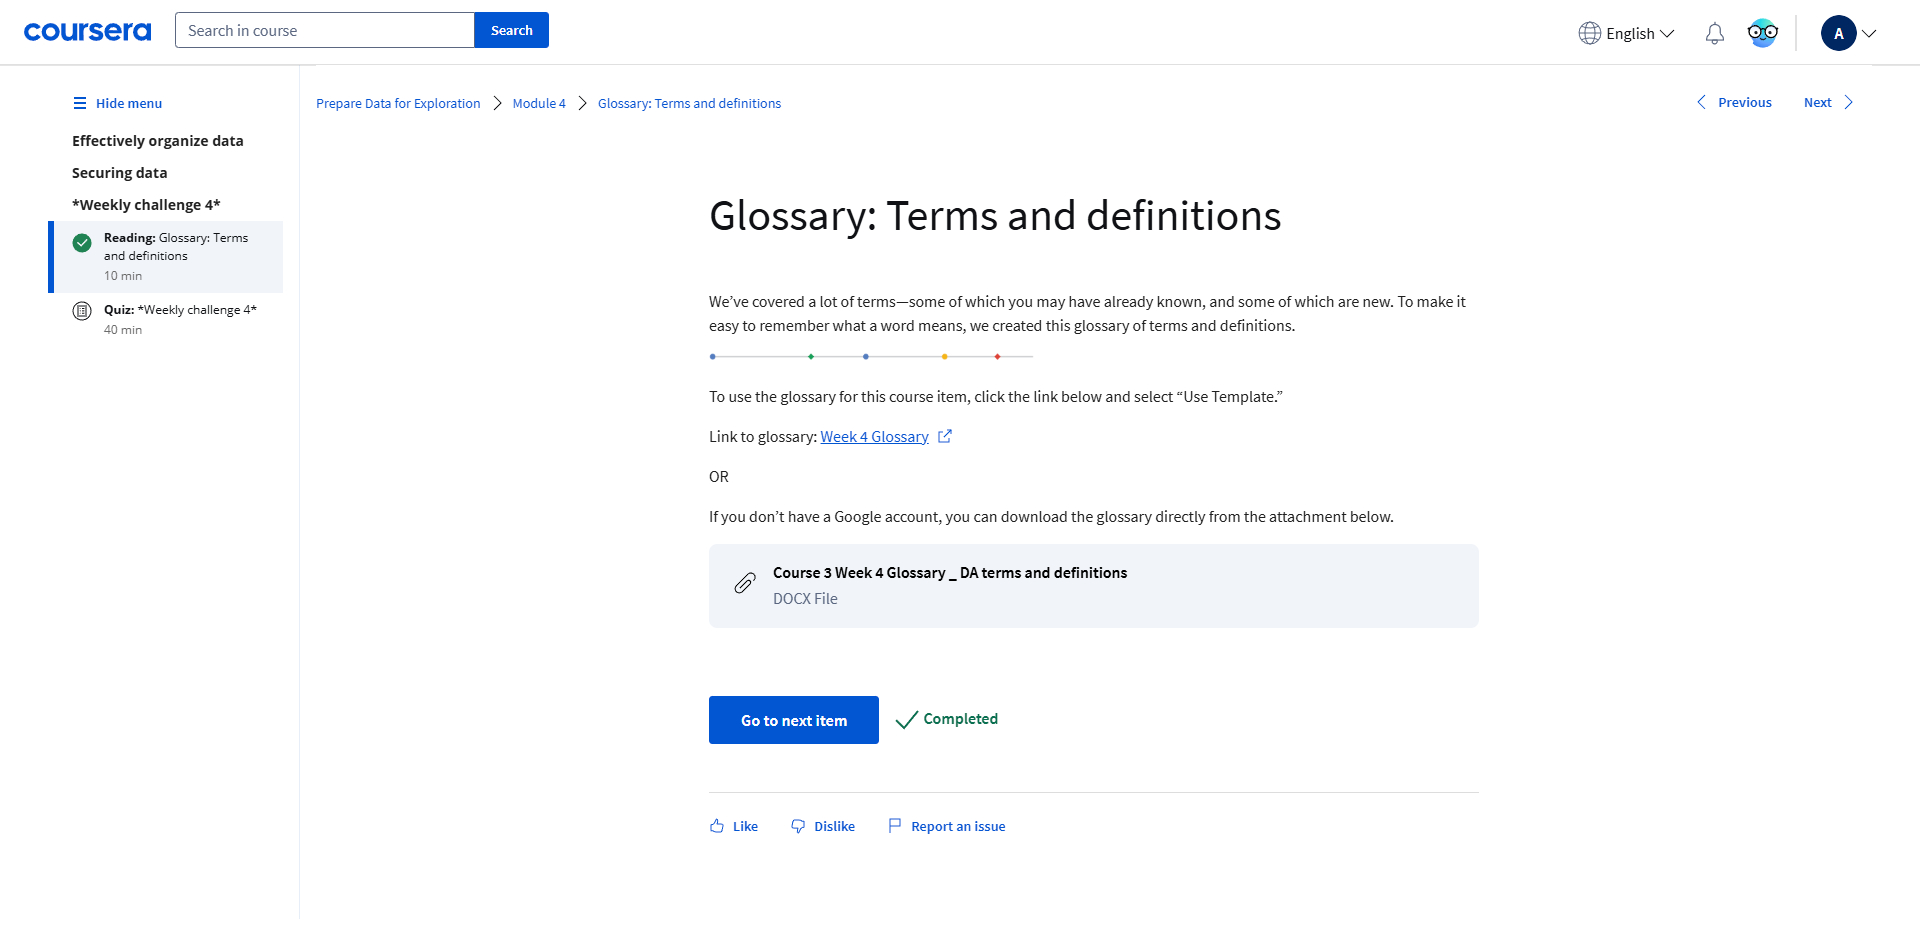 coursera
Search in course
Search
English
A
Hide menu
Effectively organize data
Securing data
*Weekly challenge 4*
Reading: Glossary: Terms
and definitions
10 min
Quiz: *Weekly challenge 4*
40 min
Prepare Data for Exploration
Module 4
Glossary: Terms and definitions
Previous
Next
Glossary: Terms and definitions
We’ve covered a lot of terms—some of which you may have already known, and some of which are new. To make it
easy to remember what a word means, we created this glossary of terms and definitions.
To use the glossary for this course item, click the link below and select “Use Template.”
Link to glossary: Week 4 Glossary
OR
If you don’t have a Google account, you can download the glossary directly from the attachment below.
Course 3 Week 4 Glossary _ DA terms and definitions
DOCX File
Go to next item
Completed
Like
Dislike
Report an issue